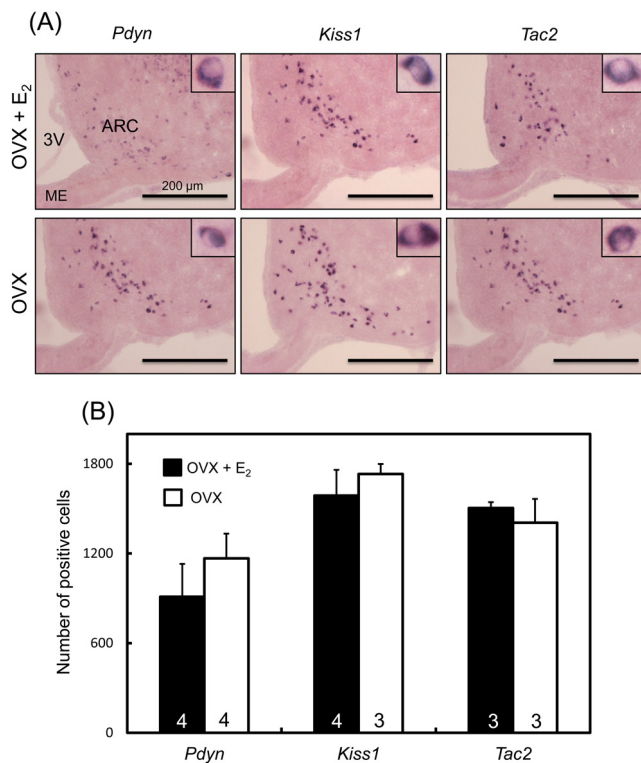 (A)
Pdyn Kiss1 Tac2
OVX + E₂
3V
ARC
ME
200 μm
OVX
(B)
Number of positive cells
1800
1200
600
0
OVX + E₂
OVX
4 4 4 3 3 3
Pdyn Kiss1 Tac2